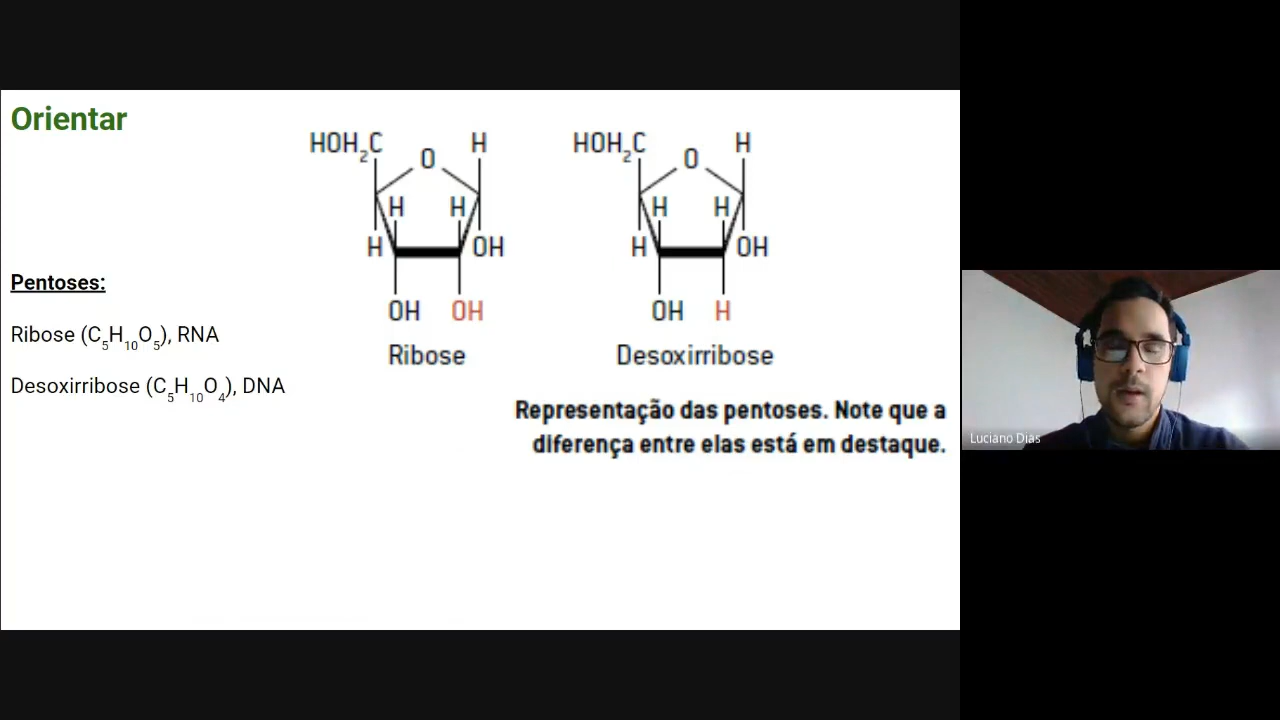 Orientar
HOH₂C O H
H H
H OH
OH OH
Ribose
HOH₂C O H
H H
H OH
OH H
Desoxirribose
Pentoses:
Ribose (C₅H₁₀O₅), RNA
Desoxirribose (C₅H₁₀O₄), DNA
Representação das pentoses. Note que a
diferença entre elas está em destaque.
Luciano Dias